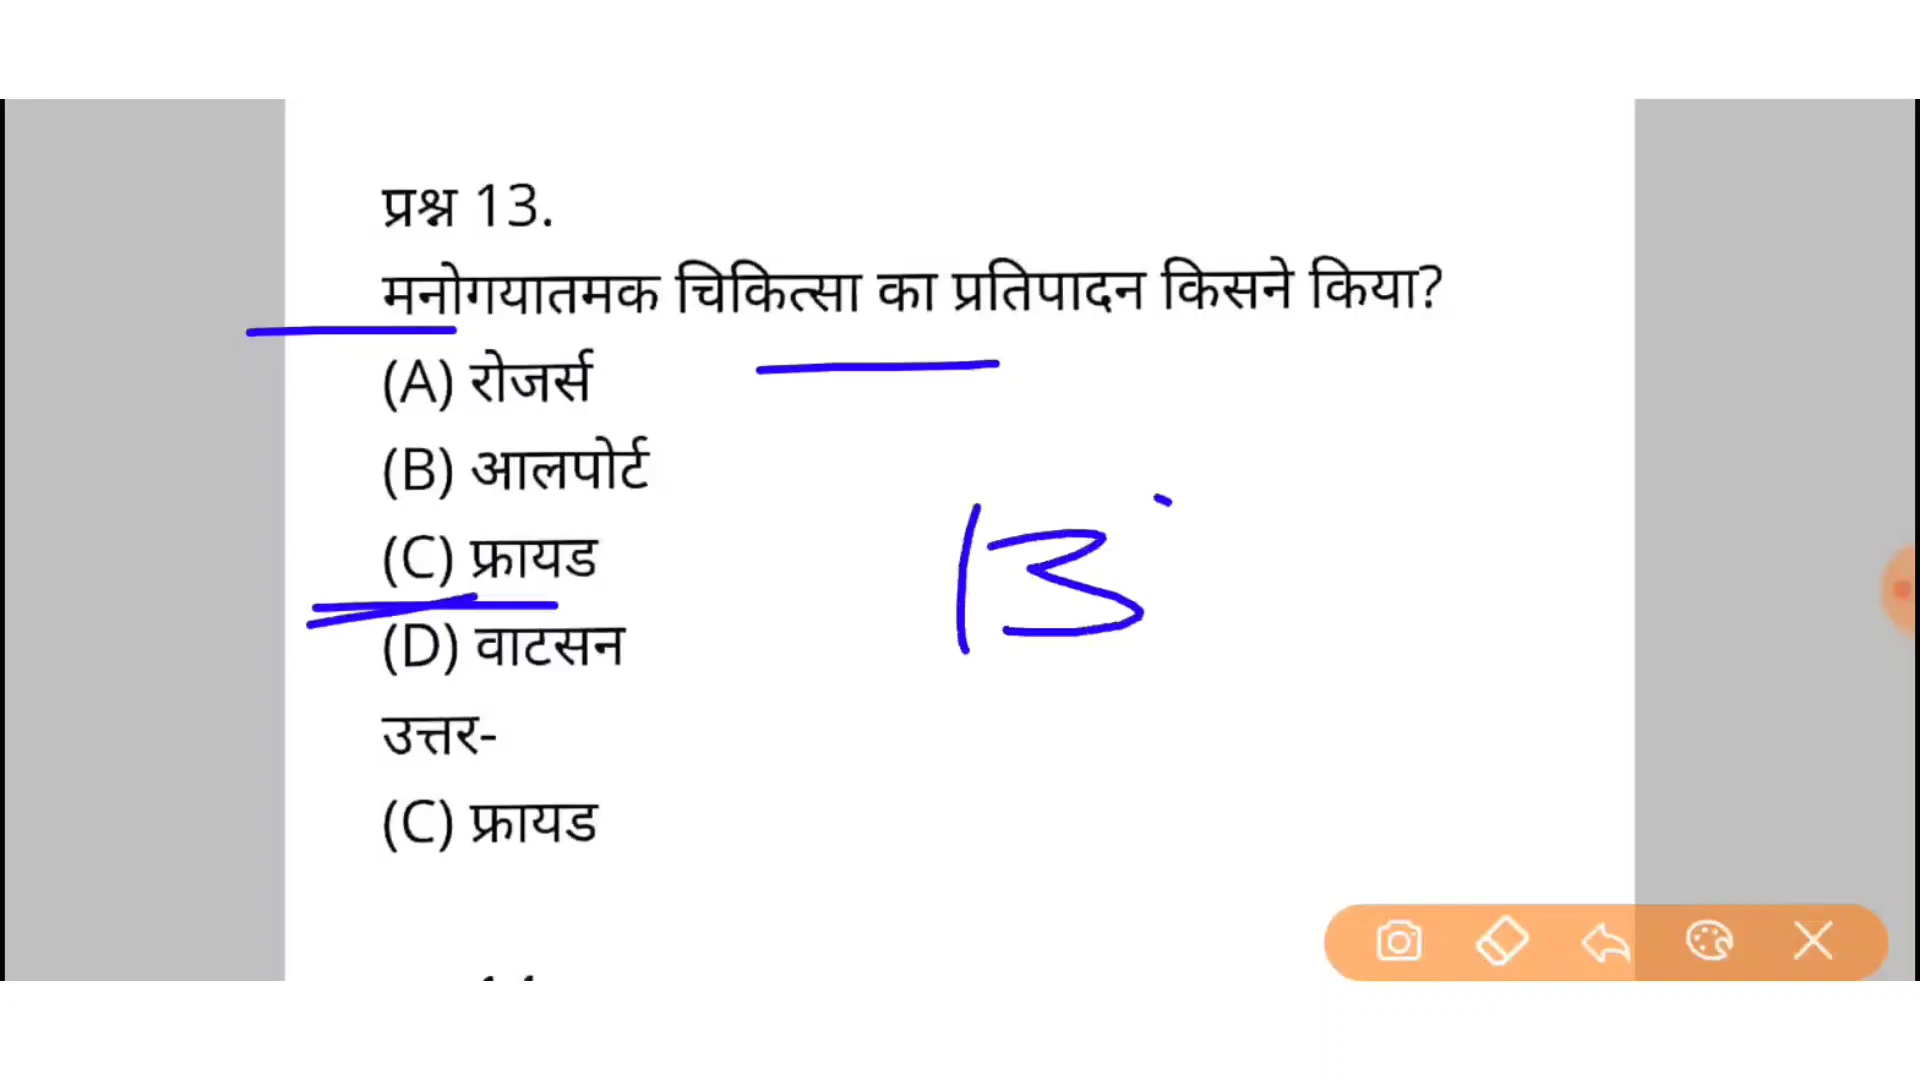 प्रश्न 13.
मनोगयातमक चिकित्सा का प्रतिपादन किसने किया?
(A) रोजर्स
(B) आलपोर्ट
13
(C) फ्रायड
(D) वाटसन
उत्तर-
(C) फ्रायड